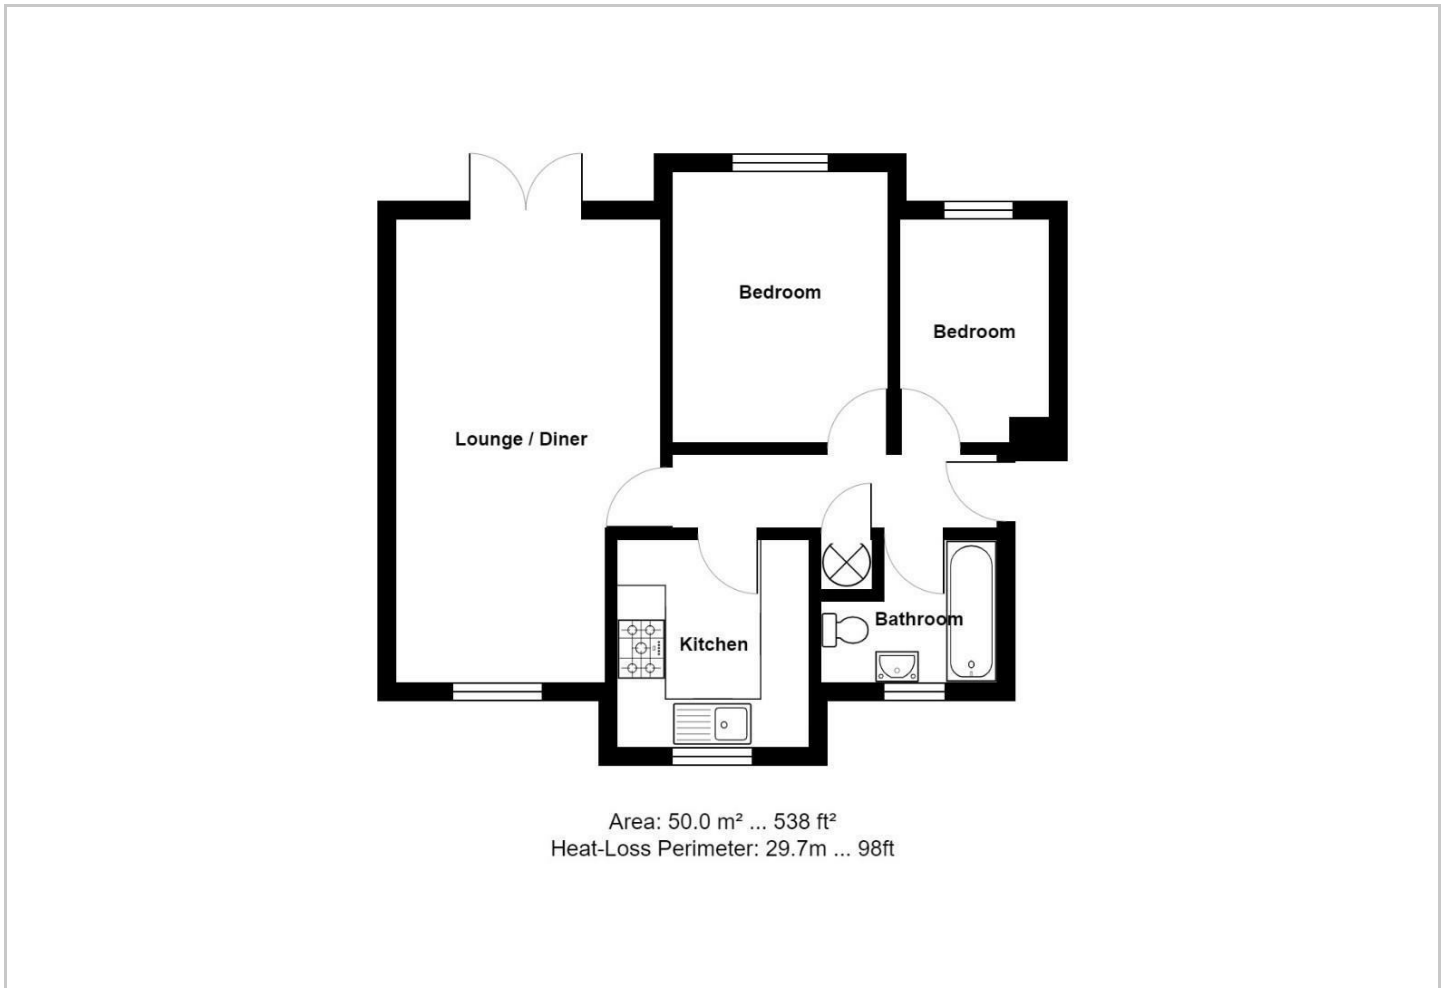 Bedroom
Bedroom
Lounge / Diner
Bathroom
Kitchen
Area: 50.0 m² ... 538 ft²
Heat-Loss Perimeter: 29.7m ... 98ft